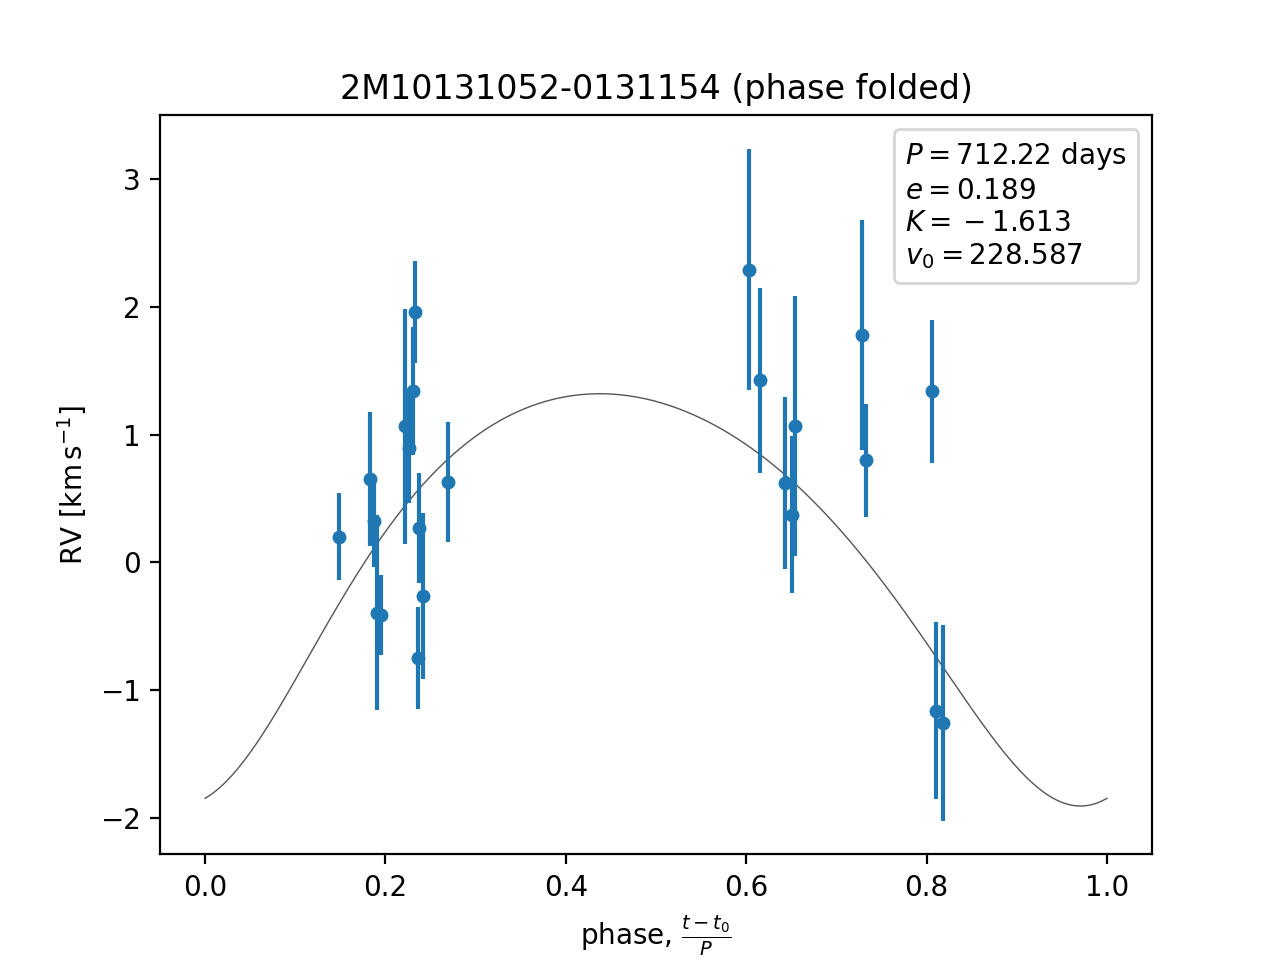 2M10131052-0131154 (phase folded)
P = 712.22 days
e = 0.189
K = −1.613
v₀ = 228.587
RV [km s⁻¹]
3
2
1
0
−1
−2
0.0 0.2 0.4 0.6 0.8 1.0
phase, (t − t₀)/P